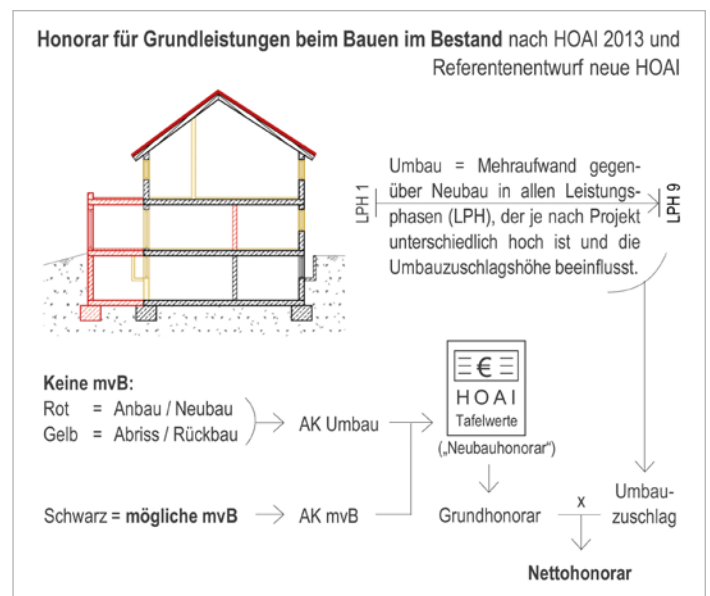 Honorar für Grundleistungen beim Bauen im Bestand nach HOAI 2013 und
Referentenentwurf neue HOAI
LPH 1
Umbau = Mehraufwand gegen-
über Neubau in allen Leistungs-
phasen (LPH), der je nach Projekt
unterschiedlich hoch ist und die
Umbauzuschlagshöhe beeinflusst.
LPH 9
Keine mvB:
Rot = Anbau / Neubau
Gelb = Abriss / Rückbau
AK Umbau
€
HOAI
Tafelwerte
(„Neubauhonorar")
Schwarz = mögliche mvB
AK mvB
Grundhonorar
x
Umbau-
zuschlag
Nettohonorar